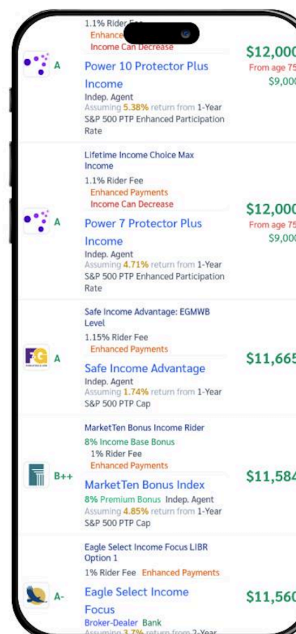 1.1% Rider Fee
Enhanced
Income Can Decrease
A
Power 10 Protector Plus
Income
Indep. Agent
Assuming 5.38% return from 1-Year
S&P 500 PTP Enhanced Participation
Rate
$12,000
From age 75
$9,000
Lifetime Income Choice Max
Income
1.1% Rider Fee
Enhanced Payments
Income Can Decrease
A
Power 7 Protector Plus
Income
Indep. Agent
Assuming 4.71% return from 1-Year
S&P 500 PTP Enhanced Participation
Rate
$12,000
From age 75
$9,000
Safe Income Advantage: EGMWB
Level
1.15% Rider Fee
Enhanced Payments
FG
A
Safe Income Advantage
Indep. Agent
Assuming 1.74% return from 1-Year
S&P 500 PTP Cap
$11,665
MarketTen Bonus Income Rider
8% Income Base Bonus
1% Rider Fee
Enhanced Payments
B++
MarketTen Bonus Index
8% Premium Bonus Indep. Agent
Assuming 4.85% return from 1-Year
S&P 500 PTP Cap
$11,584
Eagle Select Income Focus LIBR
Option 1
1% Rider Fee Enhanced Payments
A-
Eagle Select Income
Focus
Broker-Dealer Bank
Assuming 3.7% return from 2-Year
$11,560